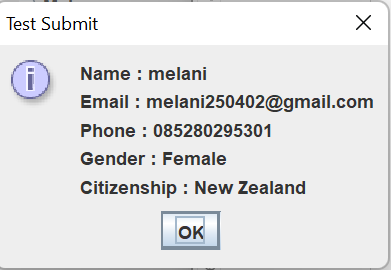 Test Submit
Name : melani
Email : melani250402@gmail.com
Phone : 085280295301
Gender : Female
Citizenship : New Zealand
OK